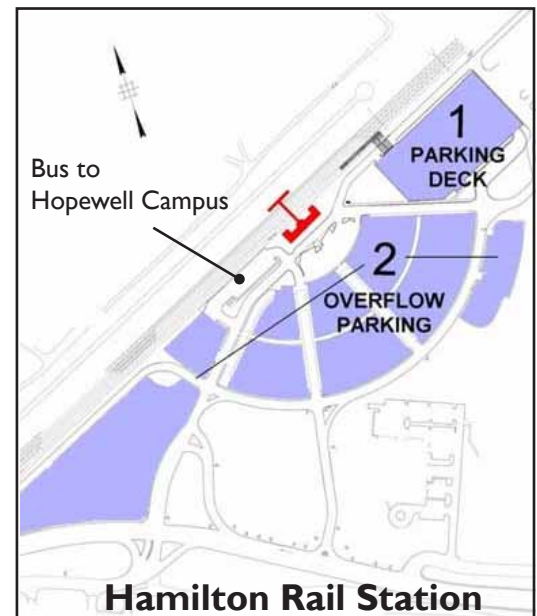 1
PARKING
DECK
Bus to
Hopewell Campus
2
OVERFLOW
PARKING
Hamilton Rail Station